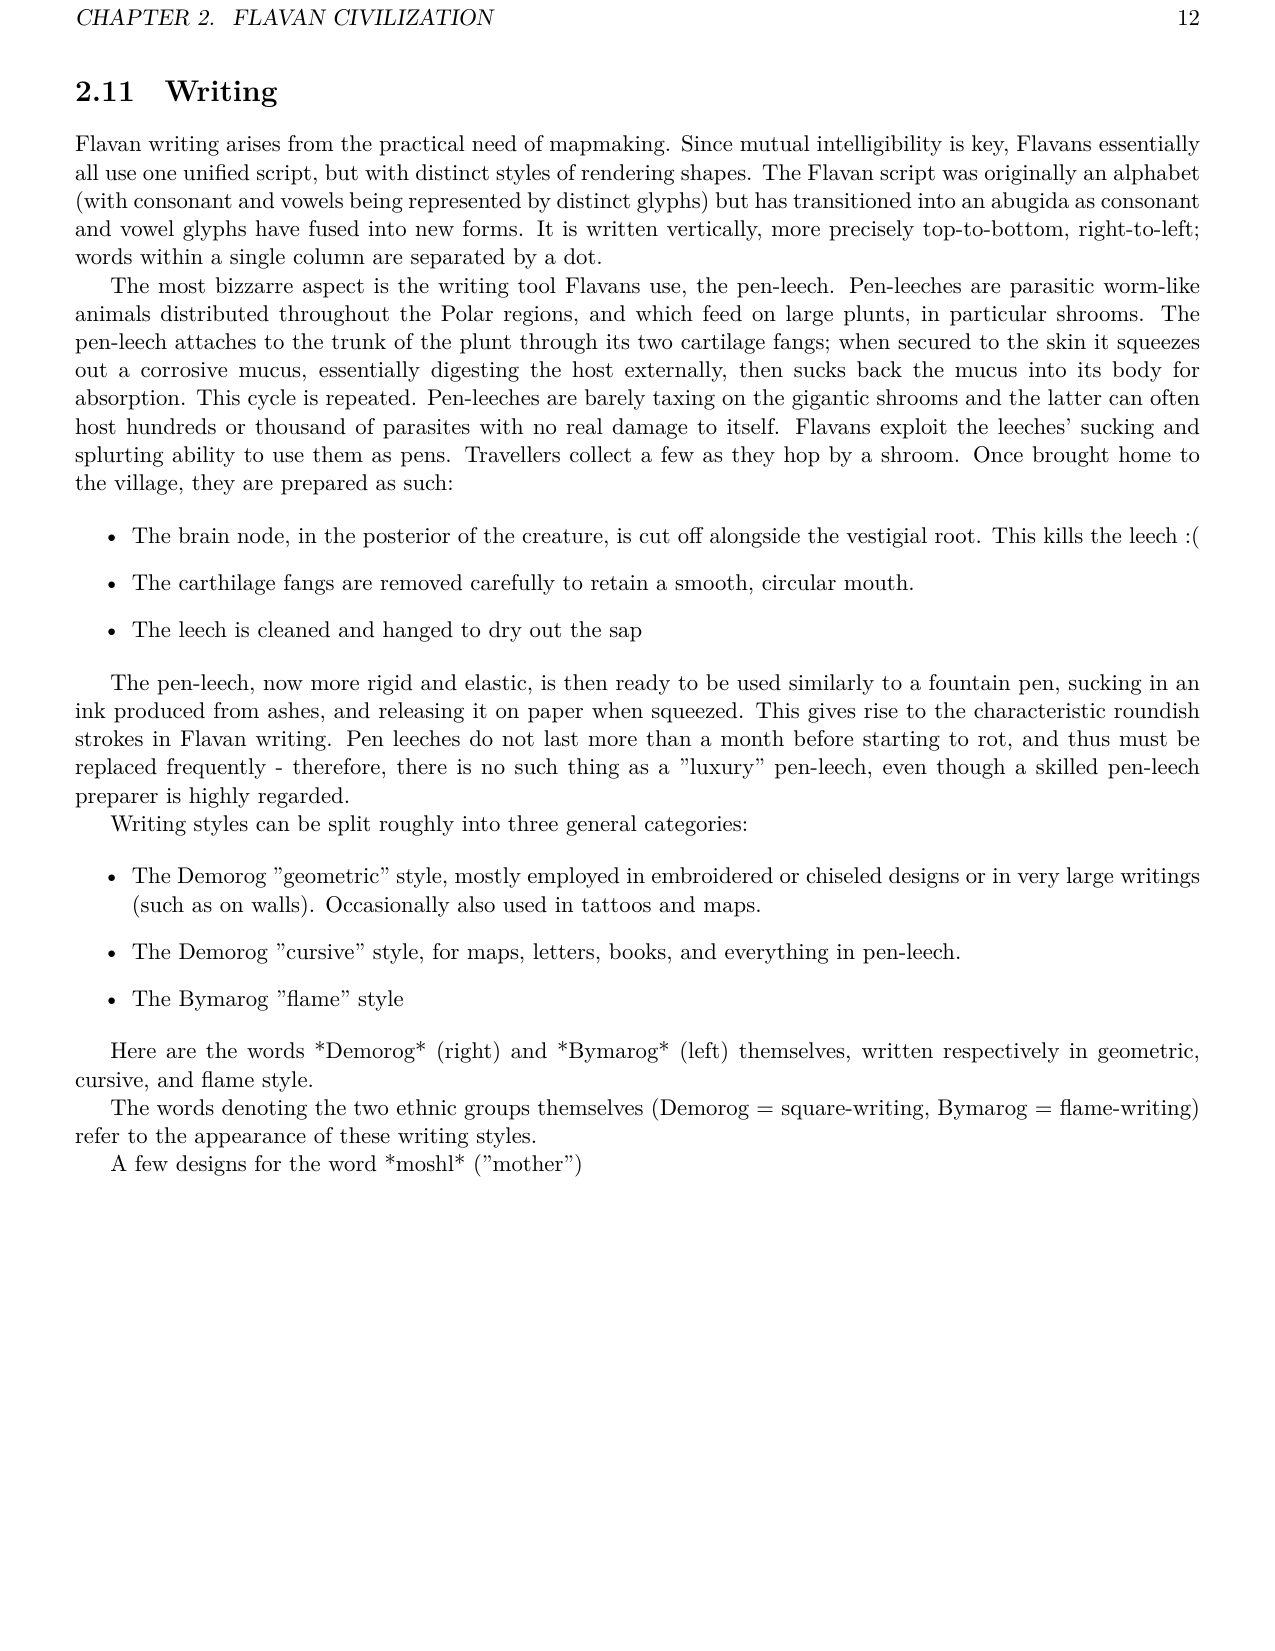 CHAPTER 2. FLAVAN CIVILIZATION 12
2.11 Writing
Flavan writing arises from the practical need of mapmaking. Since mutual intelligibility is key, Flavans essentially
all use one unified script, but with distinct styles of rendering shapes. The Flavan script was originally an alphabet
(with consonant and vowels being represented by distinct glyphs) but has transitioned into an abugida as consonant
and vowel glyphs have fused into new forms. It is written vertically, more precisely top-to-bottom, right-to-left;
words within a single column are separated by a dot.
The most bizzarre aspect is the writing tool Flavans use, the pen-leech. Pen-leeches are parasitic worm-like
animals distributed throughout the Polar regions, and which feed on large plunts, in particular shrooms. The
pen-leech attaches to the trunk of the plunt through its two cartilage fangs; when secured to the skin it squeezes
out a corrosive mucus, essentially digesting the host externally, then sucks back the mucus into its body for
absorption. This cycle is repeated. Pen-leeches are barely taxing on the gigantic shrooms and the latter can often
host hundreds or thousand of parasites with no real damage to itself. Flavans exploit the leeches' sucking and
splurting ability to use them as pens. Travellers collect a few as they hop by a shroom. Once brought home to
the village, they are prepared as such:
• The brain node, in the posterior of the creature, is cut off alongside the vestigial root. This kills the leech :(
• The carthilage fangs are removed carefully to retain a smooth, circular mouth.
• The leech is cleaned and hanged to dry out the sap
The pen-leech, now more rigid and elastic, is then ready to be used similarly to a fountain pen, sucking in an
ink produced from ashes, and releasing it on paper when squeezed. This gives rise to the characteristic roundish
strokes in Flavan writing. Pen leeches do not last more than a month before starting to rot, and thus must be
replaced frequently - therefore, there is no such thing as a ”luxury” pen-leech, even though a skilled pen-leech
preparer is highly regarded.
Writing styles can be split roughly into three general categories:
• The Demorog ”geometric” style, mostly employed in embroidered or chiseled designs or in very large writings
(such as on walls). Occasionally also used in tattoos and maps.
• The Demorog ”cursive” style, for maps, letters, books, and everything in pen-leech.
• The Bymarog ”flame” style
Here are the words *Demorog* (right) and *Bymarog* (left) themselves, written respectively in geometric,
cursive, and flame style.
The words denoting the two ethnic groups themselves (Demorog = square-writing, Bymarog = flame-writing)
refer to the appearance of these writing styles.
A few designs for the word *moshl* (”mother”)